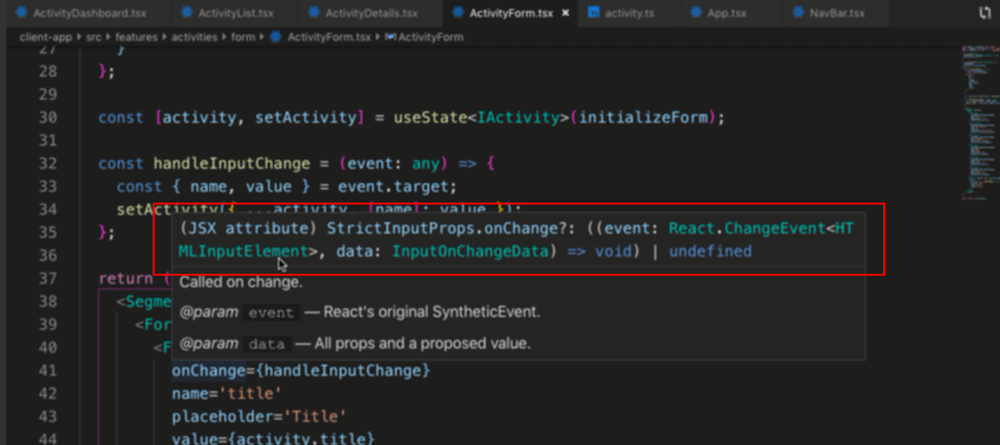 ActivityDashboard.tsx ActivityList.tsx ActivityDetails.tsx ActivityForm.tsx × activity.ts App.tsx NavBar.tsx
client-app › src › features › activities › form › ActivityForm.tsx › ActivityForm
27 }
28 };
29
30 const [activity, setActivity] = useState<IActivity>(initializeForm);
31
32 const handleInputChange = (event: any) => {
33 const { name, value } = event.target;
34 setActivity({ ...activity, [name]: value });
35 };
36
37 return (
38 <Segme
39 <For
40 <F
(JSX attribute) StrictInputProps.onChange?: ((event: React.ChangeEvent<HT
MLInputElement>, data: InputOnChangeData) => void) | undefined
Called on change.
@param event — React's original SyntheticEvent.
@param data — All props and a proposed value.
41 onChange={handleInputChange}
42 name='title'
43 placeholder='Title'
44 value={activity.title}